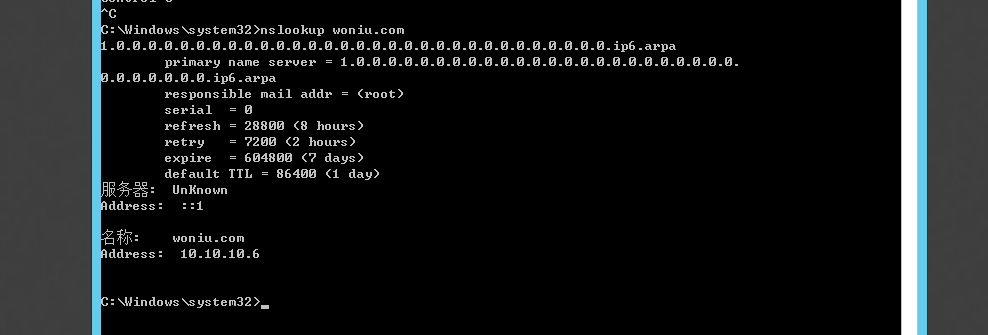 ^C
C:\Windows\system32>nslookup woniu.com
1.0.0.0.0.0.0.0.0.0.0.0.0.0.0.0.0.0.0.0.0.0.0.0.0.0.0.0.0.0.0.0.ip6.arpa
primary name server = 1.0.0.0.0.0.0.0.0.0.0.0.0.0.0.0.0.0.0.0.0.0.0.0.0.
0.0.0.0.0.0.0.ip6.arpa
responsible mail addr = (root)
serial = 0
refresh = 28800 (8 hours)
retry = 7200 (2 hours)
expire = 604800 (7 days)
default TTL = 86400 (1 day)
服务器: UnKnown
Address: ::1
名称: woniu.com
Address: 10.10.10.6
C:\Windows\system32>